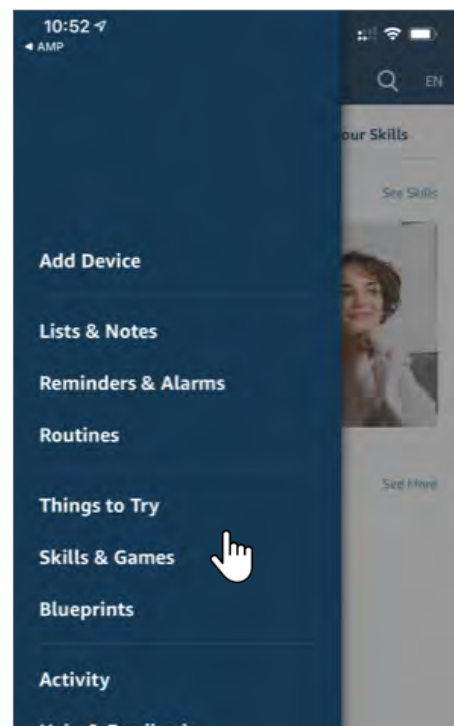 10:52
◀ AMP
EN
our Skills
See Skills
Add Device
Lists & Notes
Reminders & Alarms
Routines
Things to Try
See More
Skills & Games
Blueprints
Activity